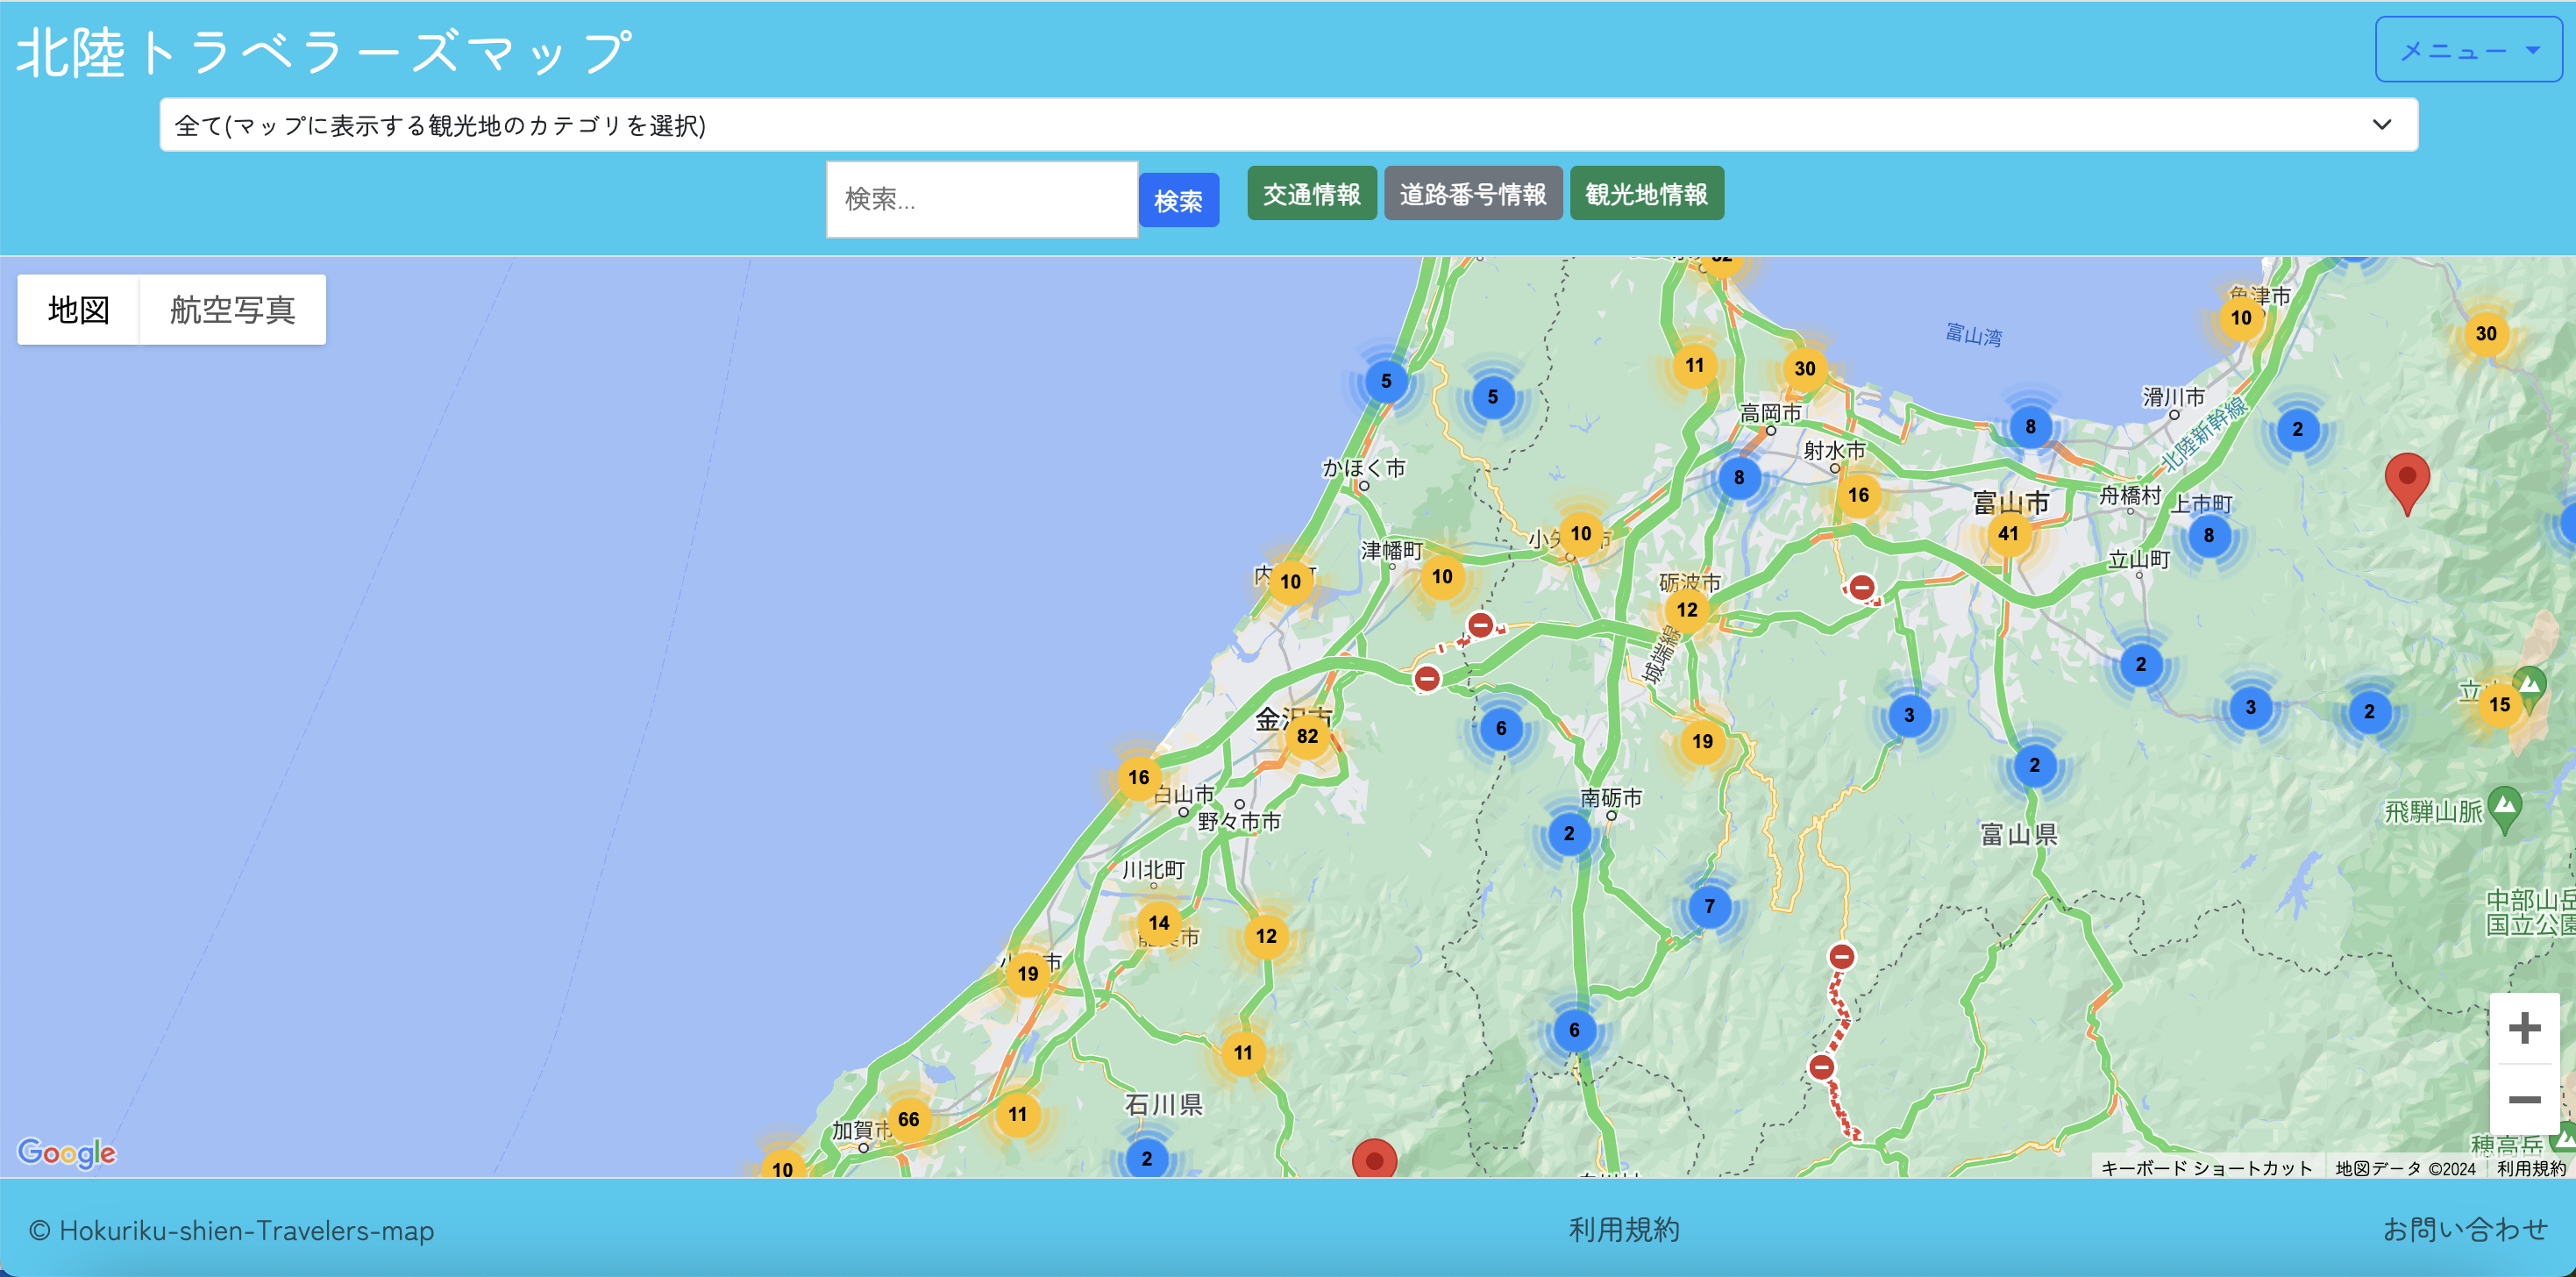 北陸トラベラーズマップ
メニュー
全て(マップに表示する観光地のカテゴリを選択)
検索...
検索
交通情報
道路番号情報
観光地情報
地図
航空写真
10
魚津市
30
富山湾
11
30
5
5
高岡市
滑川市
北陸新幹線
8
2
射水市
かほく市
8
16
富山市
舟橋村
上市町
10
41
8
津幡町
立山町
10
10
砺波市
12
城端線
2
金沢市
82
6
19
3
3
2
15
16
2
白山市
野々市市
南砺市
飛騨山脈
2
富山県
川北町
14
12
7
中部山岳
国立公園
19
6
11
石川県
66
11
加賀市
2
10
穂高岳
Google
キーボード ショートカット
地図データ ©2024
利用規約
© Hokuriku-shien-Travelers-map
利用規約
お問い合わせ